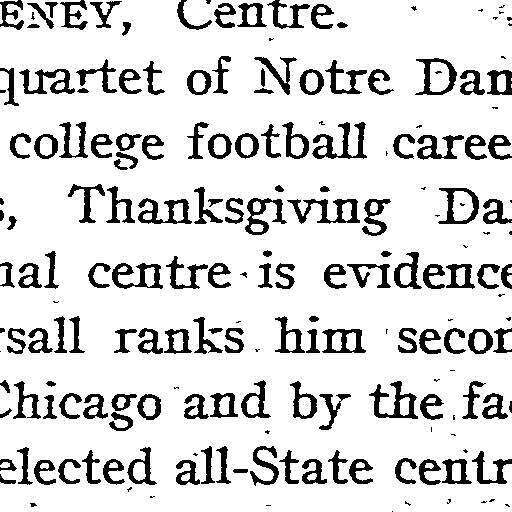 ENEY, Centre.
quartet of Notre Dam
college football caree
s, Thanksgiving Day
nal centre is evidence
rsall ranks him secon
Chicago and by the fa
elected all-State centr